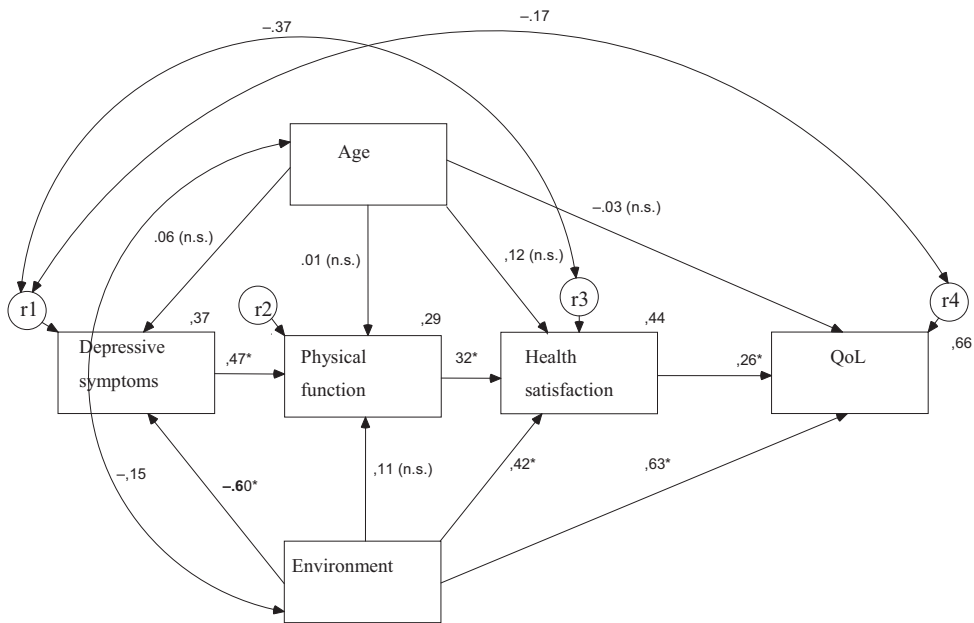 –.37
–.17
Age
–.03 (n.s.)
.06 (n.s.)
.01 (n.s.)
,12 (n.s.)
r1
r2
r3
r4
,37
,29
,44
,66
Depressive
symptoms
,47*
Physical
function
32*
Health
satisfaction
,26*
QoL
–,15
–.60*
,11 (n.s.)
,42*
,63*
Environment